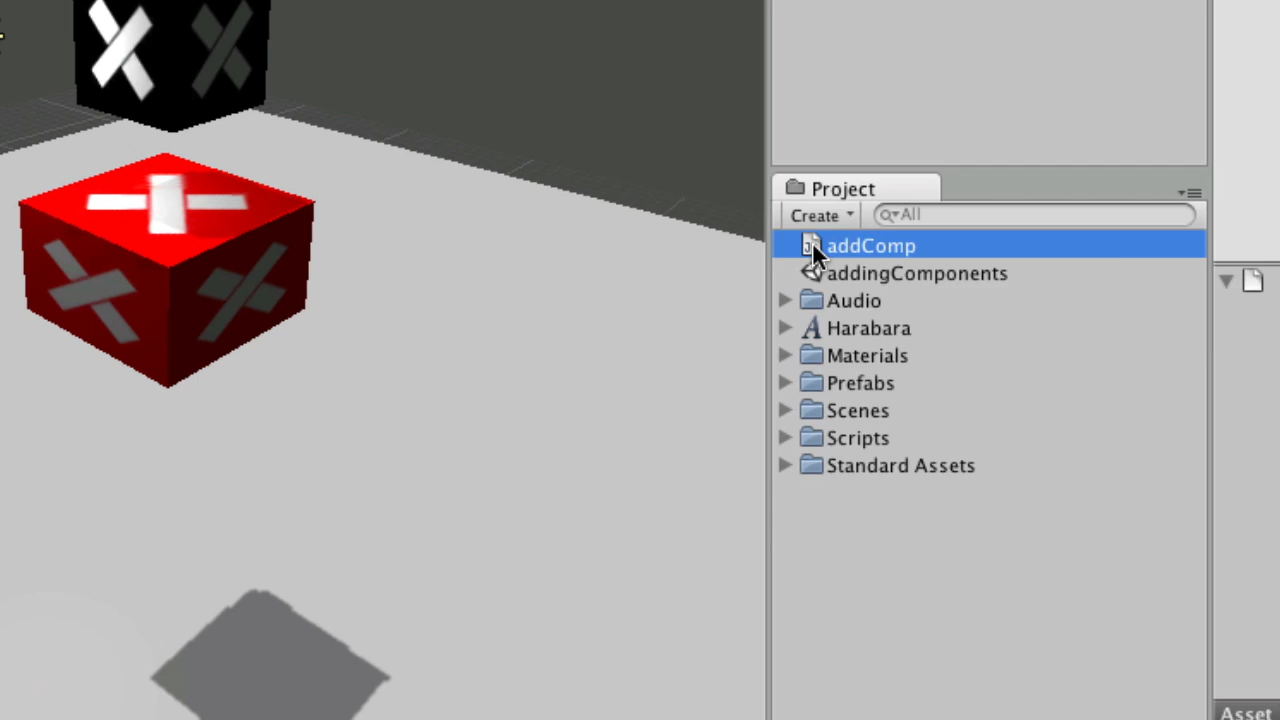 Project
Create
All
addComp
addingComponents
Audio
Harabara
Materials
Prefabs
Scenes
Scripts
Standard Assets
Asset